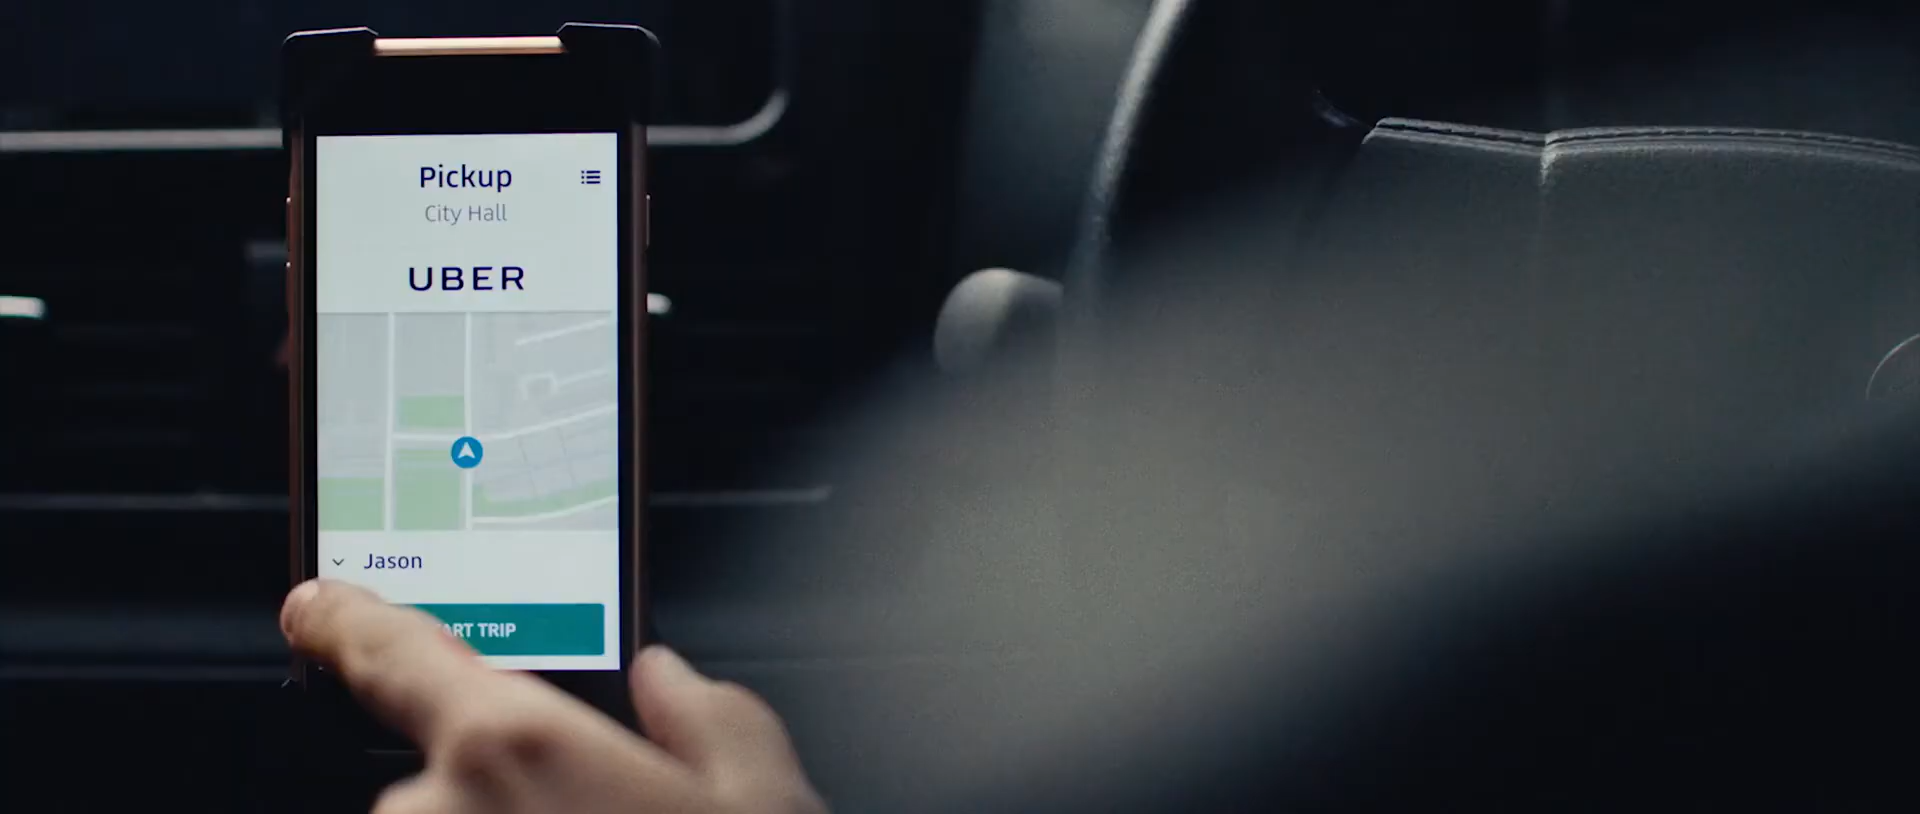 Pickup
City Hall
UBER
Jason
ART TRIP